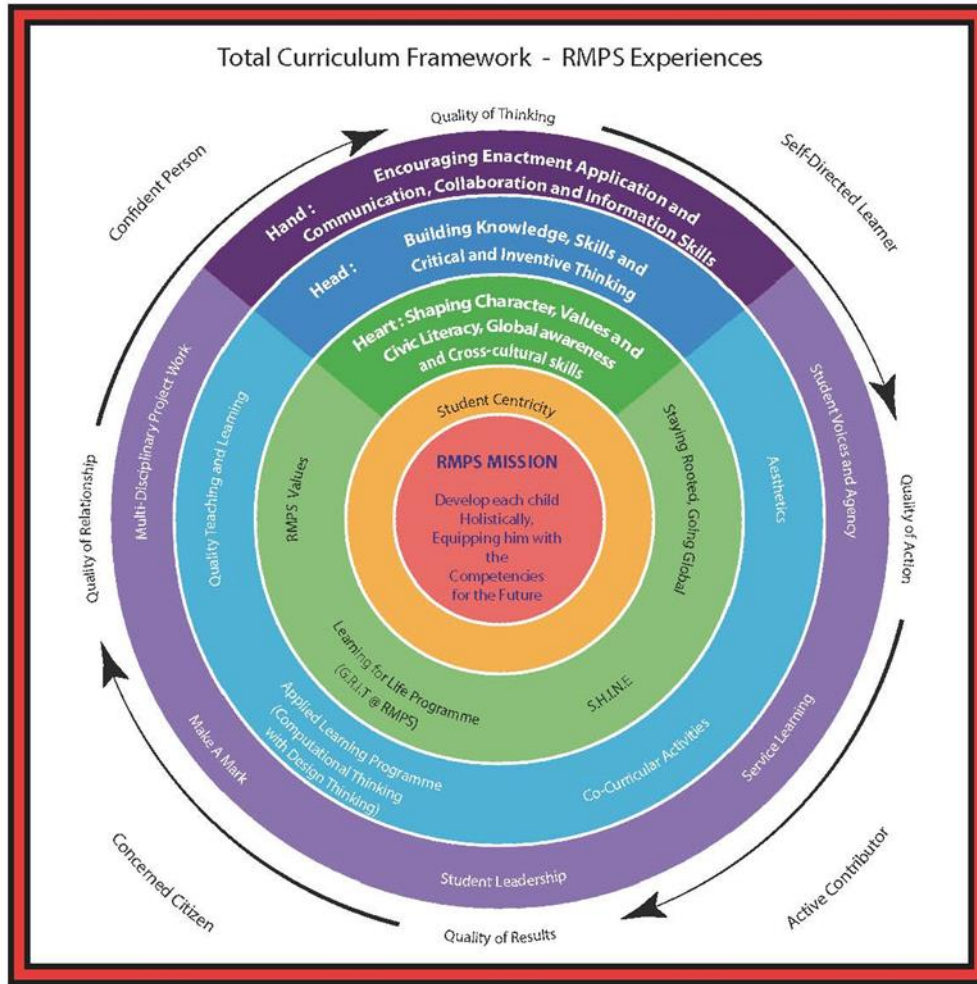 Total Curriculum Framework - RMPS Experiences
Quality of Thinking
Confident Person
Self-Directed Learner
Hand : Encouraging Enactment Application and
Communication, Collaboration and Information Skills
Head : Building Knowledge, Skills and
Critical and Inventive Thinking
Heart : Shaping Character, Values and
Civic Literacy, Global awareness
and Cross-cultural skills
Student Centricity
RMPS MISSION
Develop each child
Holistically,
Equipping him with
the
Competencies
for the Future
Quality of Relationship
Multi-Disciplinary Project Work
Quality Teaching and Learning
RMPS Values
Staying Rooted, Going Global
Aesthetics
Student Voices and Agency
Quality of Action
Learning for Life Programme
(G.R.I.T @ RMPS)
S.H.I.N.E
Applied Learning Programme
(Computational Thinking
with Design Thinking)
Co-Curricular Activities
Make A Mark
Service Learning
Student Leadership
Concerned Citizen
Active Contributor
Quality of Results